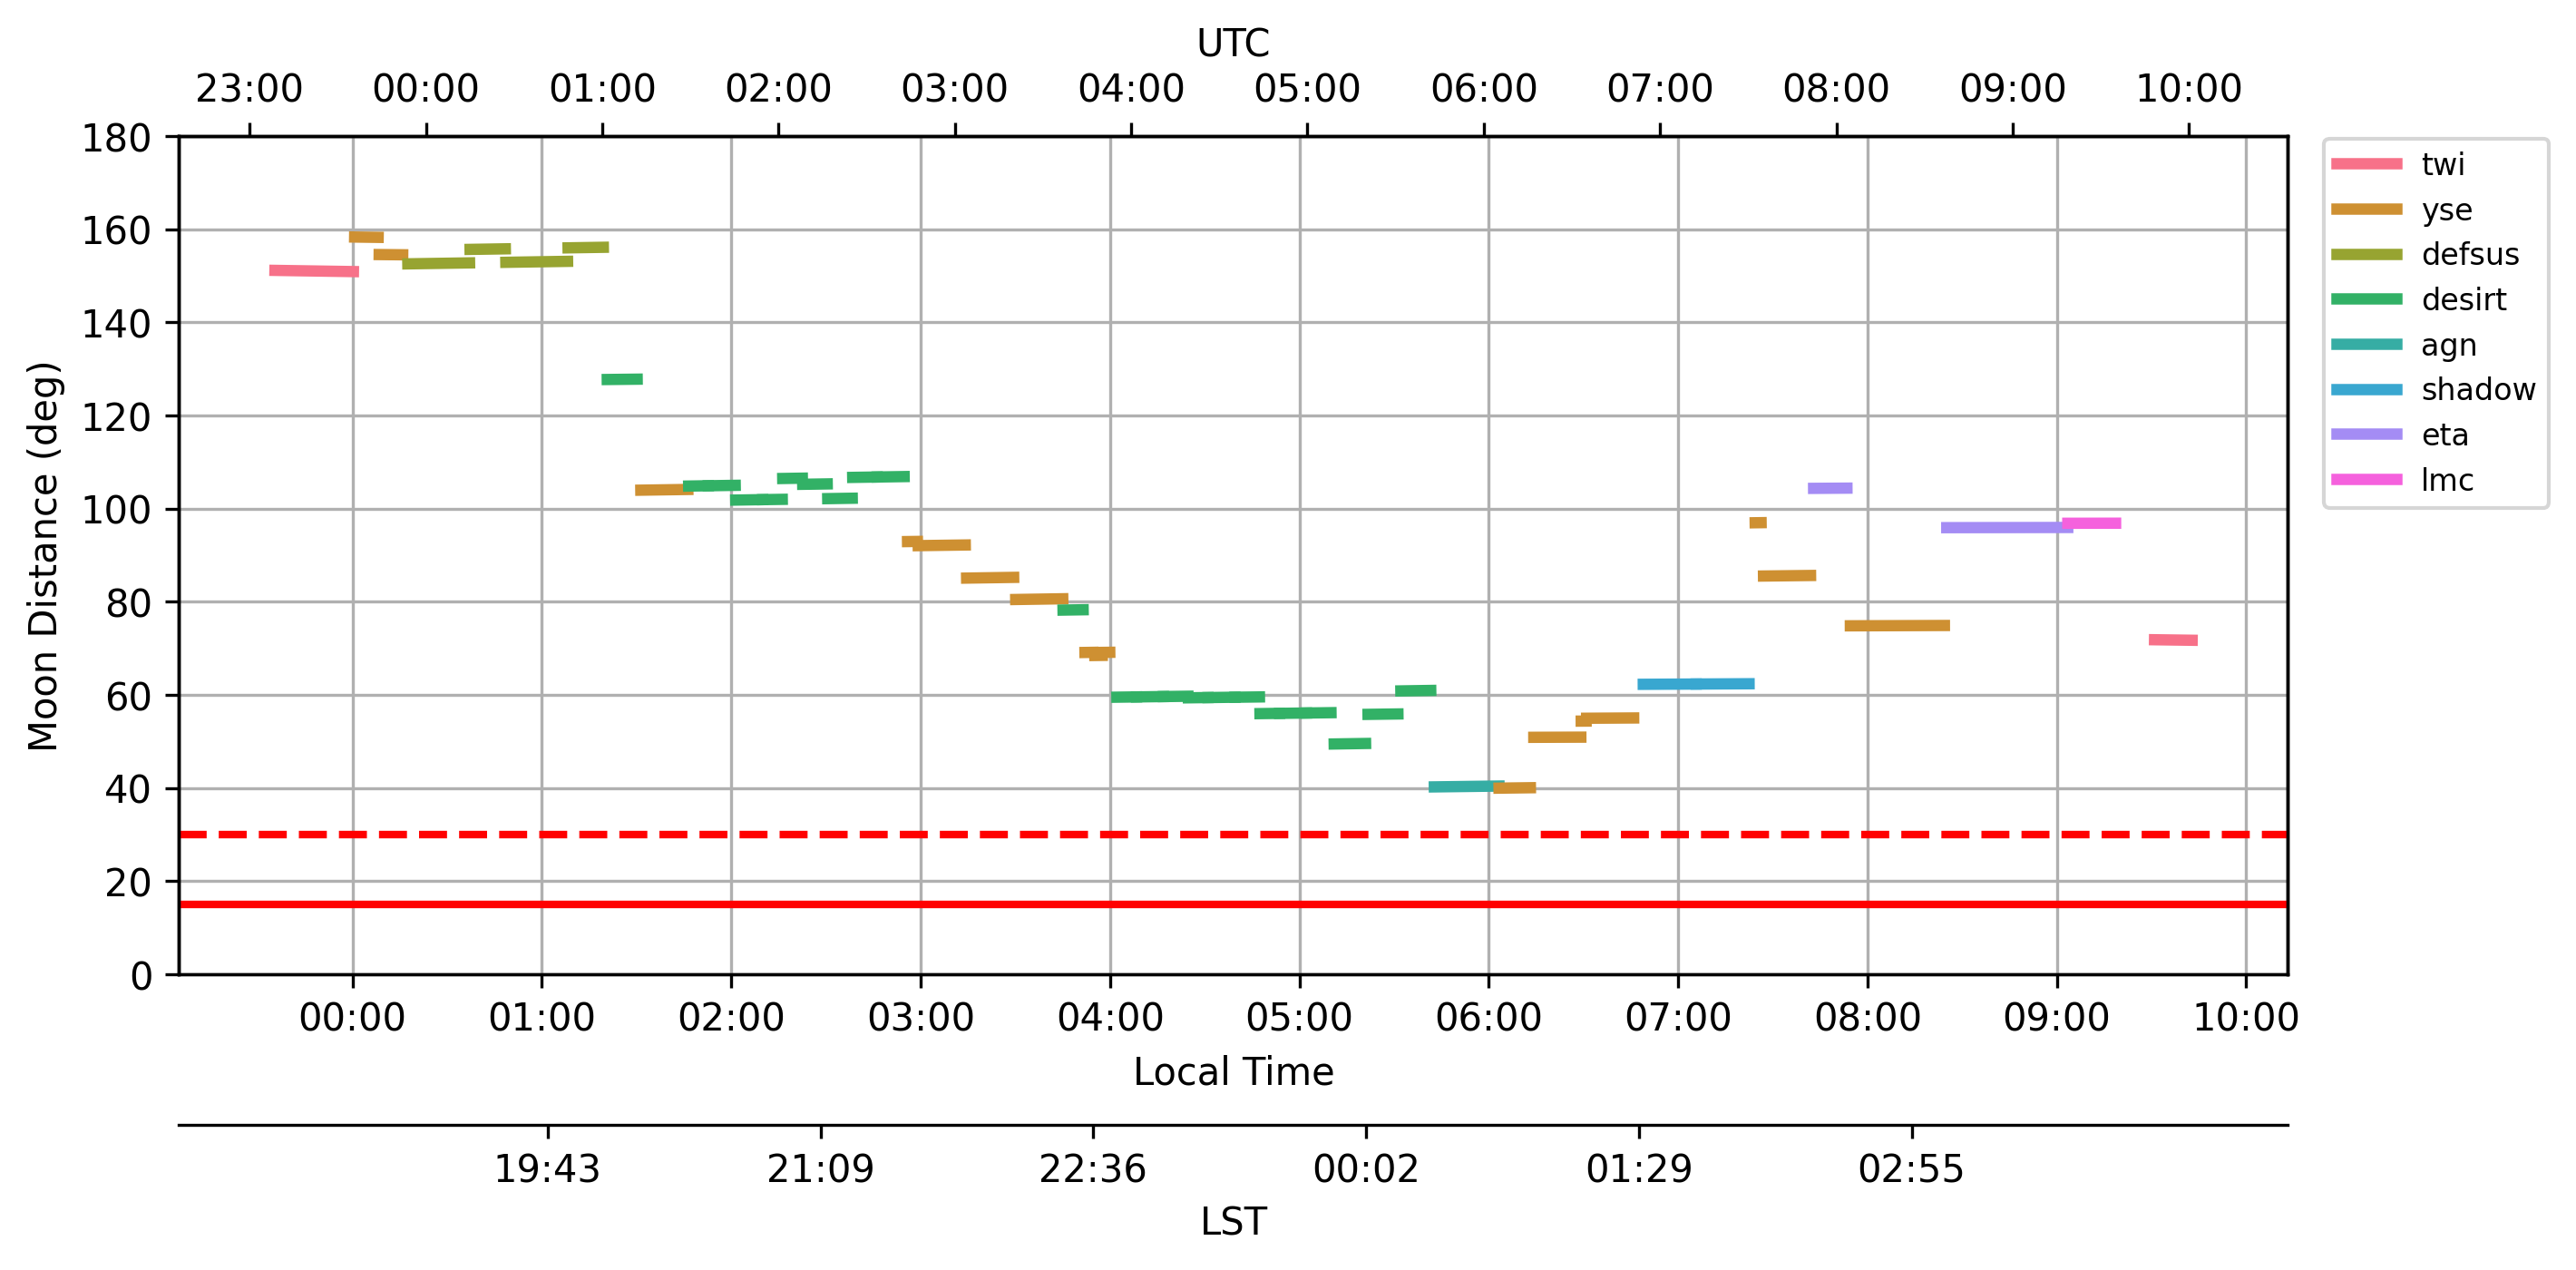 UTC
23:00 00:00 01:00 02:00 03:00 04:00 05:00 06:00 07:00 08:00 09:00 10:00
180
160
140
120
100
80
60
40
20
0
Moon Distance (deg)
twi
yse
defsus
desirt
agn
shadow
eta
lmc
00:00 01:00 02:00 03:00 04:00 05:00 06:00 07:00 08:00 09:00 10:00
Local Time
19:43 21:09 22:36 00:02 01:29 02:55
LST